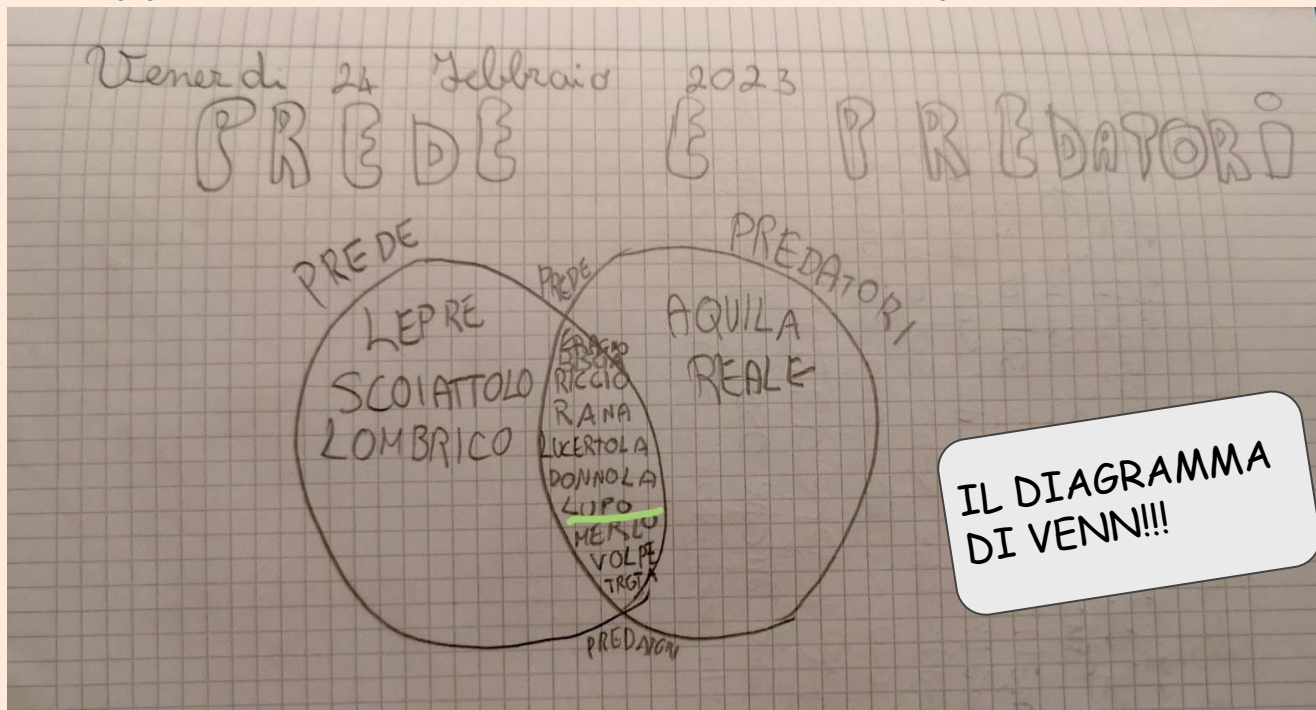 Venerdi 24 Febbraio 2023
PREDE E PREDATORI
PREDE
PREDE
PREDATORI
LEPRE
SCOIATTOLO
LOMBRICO
RICCIO
RANA
LUCERTOLA
DONNOLA
LUPO
MERLO
VOLPE
AQUILA
REALE
PREDATORI
IL DIAGRAMMA
DI VENN!!!